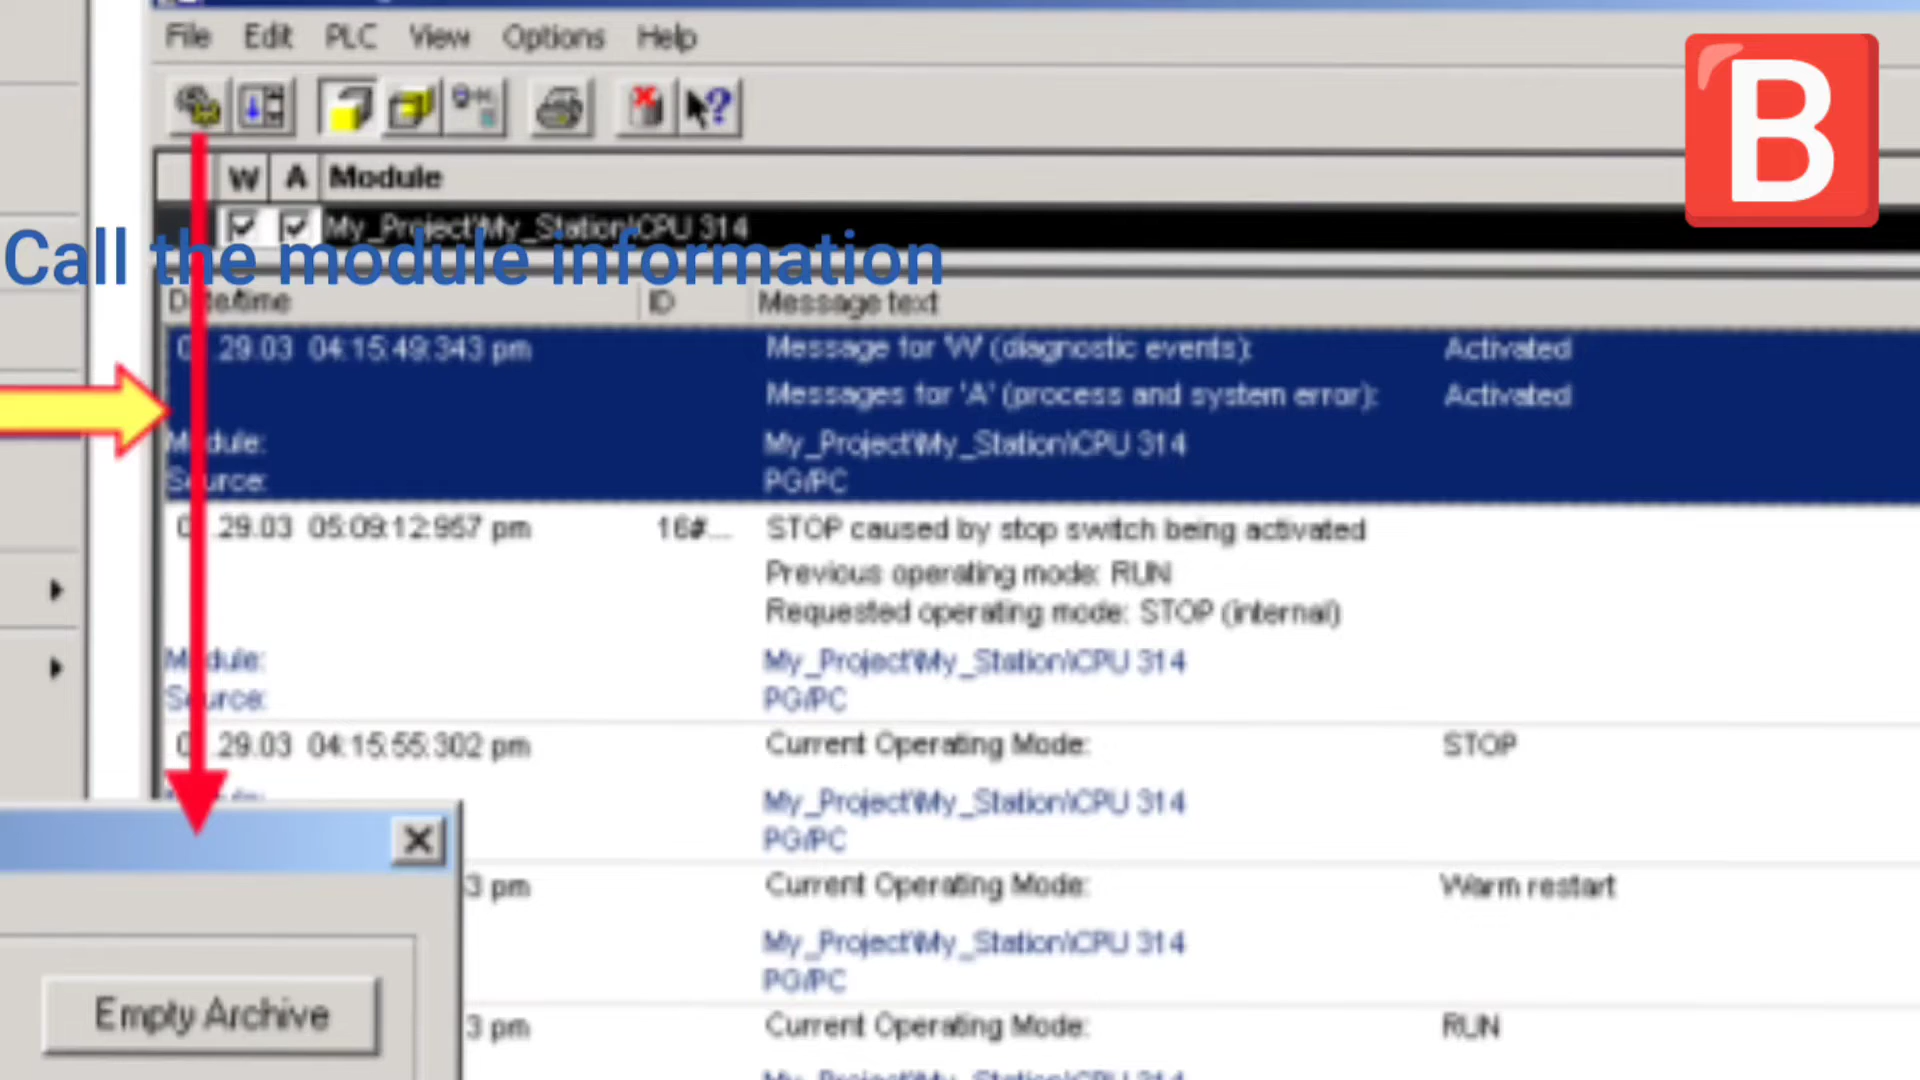 File Edit PLC View Options Help
B
W A Module
My_Project\My_Station\CPU 314
Call the module information
Date/time ID Message text
.29.03 04:15:49:343 pm Message for 'W' (diagnostic events): Activated
Messages for 'A' (process and system error): Activated
Module: My_Project\My_Station\CPU 314
Source: PG/PC
.29.03 05:09:12:957 pm 16#... STOP caused by stop switch being activated
Previous operating mode: RUN
Requested operating mode: STOP (internal)
Module: My_Project\My_Station\CPU 314
Source: PG/PC
.29.03 04:15:55:302 pm Current Operating Mode: STOP
My_Project\My_Station\CPU 314
PG/PC
3 pm Current Operating Mode: Warm restart
My_Project\My_Station\CPU 314
PG/PC
Empty Archive
3 pm Current Operating Mode: RUN
My_Project\My_Station\CPU 314